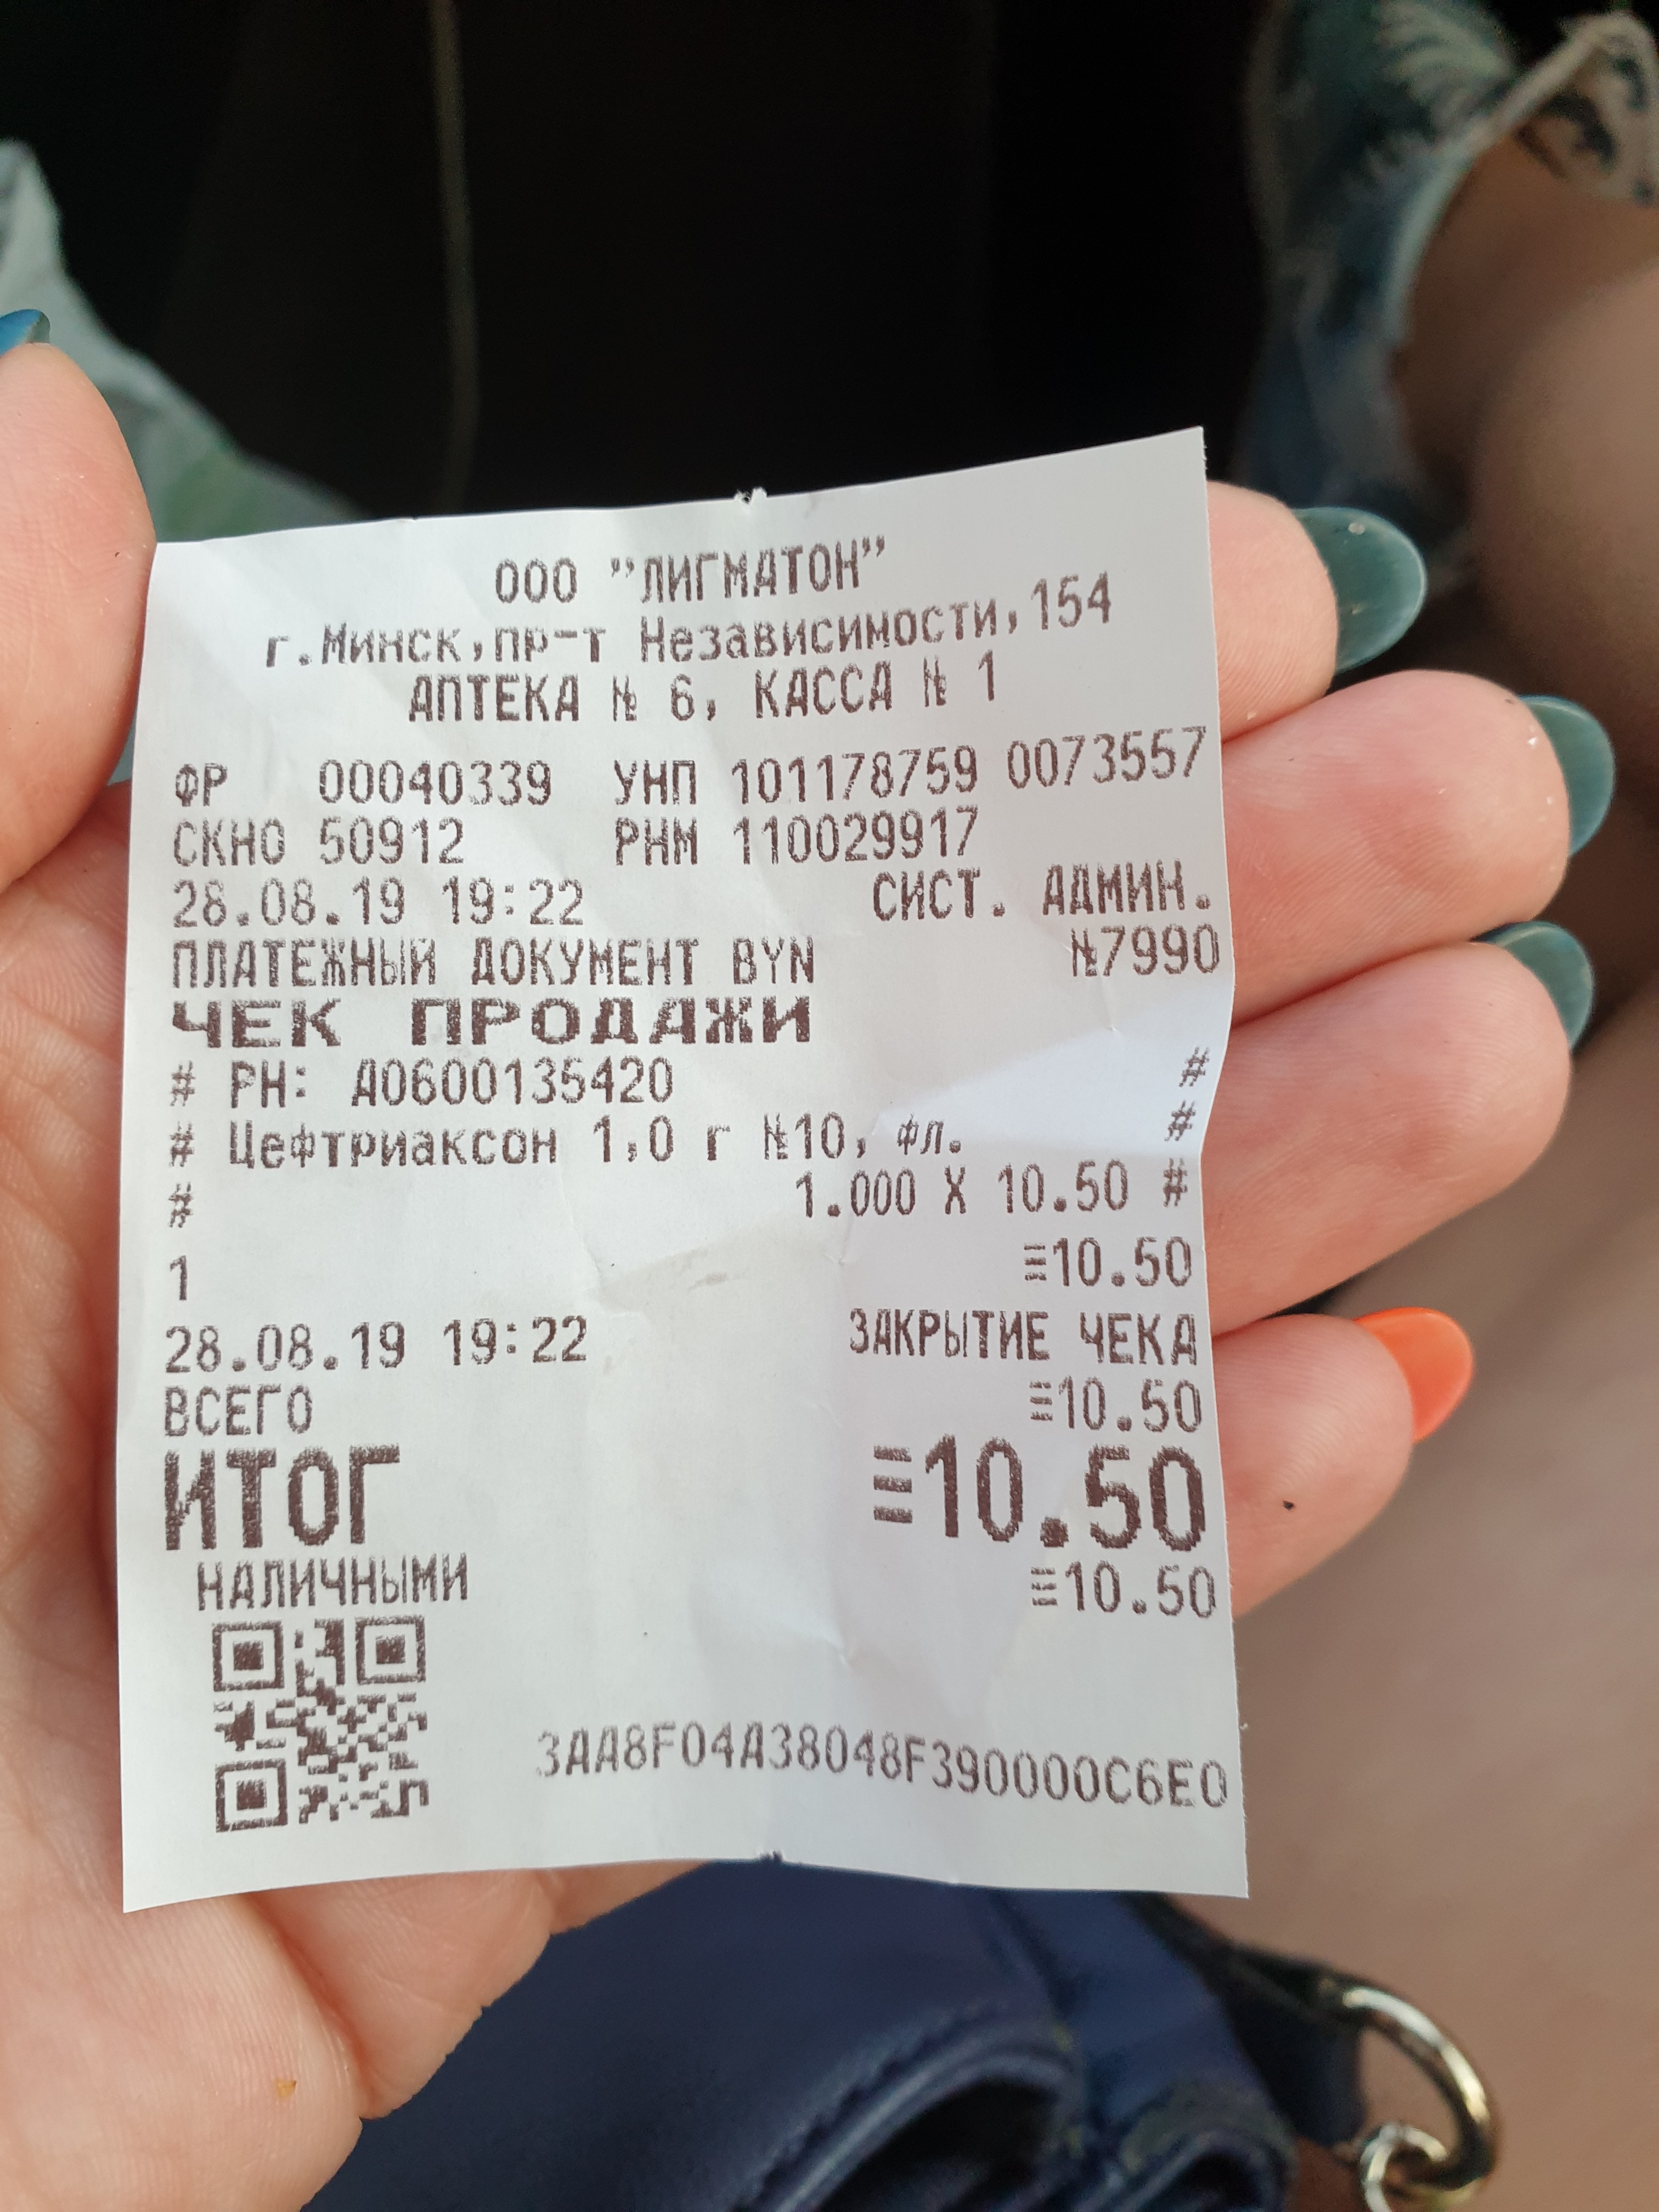 ООО "ЛИГМАТОН"
г.Минск,пр-т Независимости,154
АПТЕКА № 6, КАССА № 1
ФР 00040339 УНП 101178759 0073557
СКНО 50912 РНМ 110029917
28.08.19 19:22 СИСТ. АДМИН.
ПЛАТЕЖНЫЙ ДОКУМЕНТ BYN №7990
ЧЕК ПРОДАЖИ
# РН: A0600135420 #
# Цефтриаксон 1,0 г №10, фл. #
# 1.000 X 10.50 #
1 ≡10.50
28.08.19 19:22 ЗАКРЫТИЕ ЧЕКА
ВСЕГО ≡10.50
ИТОГ ≡10.50
НАЛИЧНЫМИ ≡10.50
3AA8F04A38048F390000C6E0